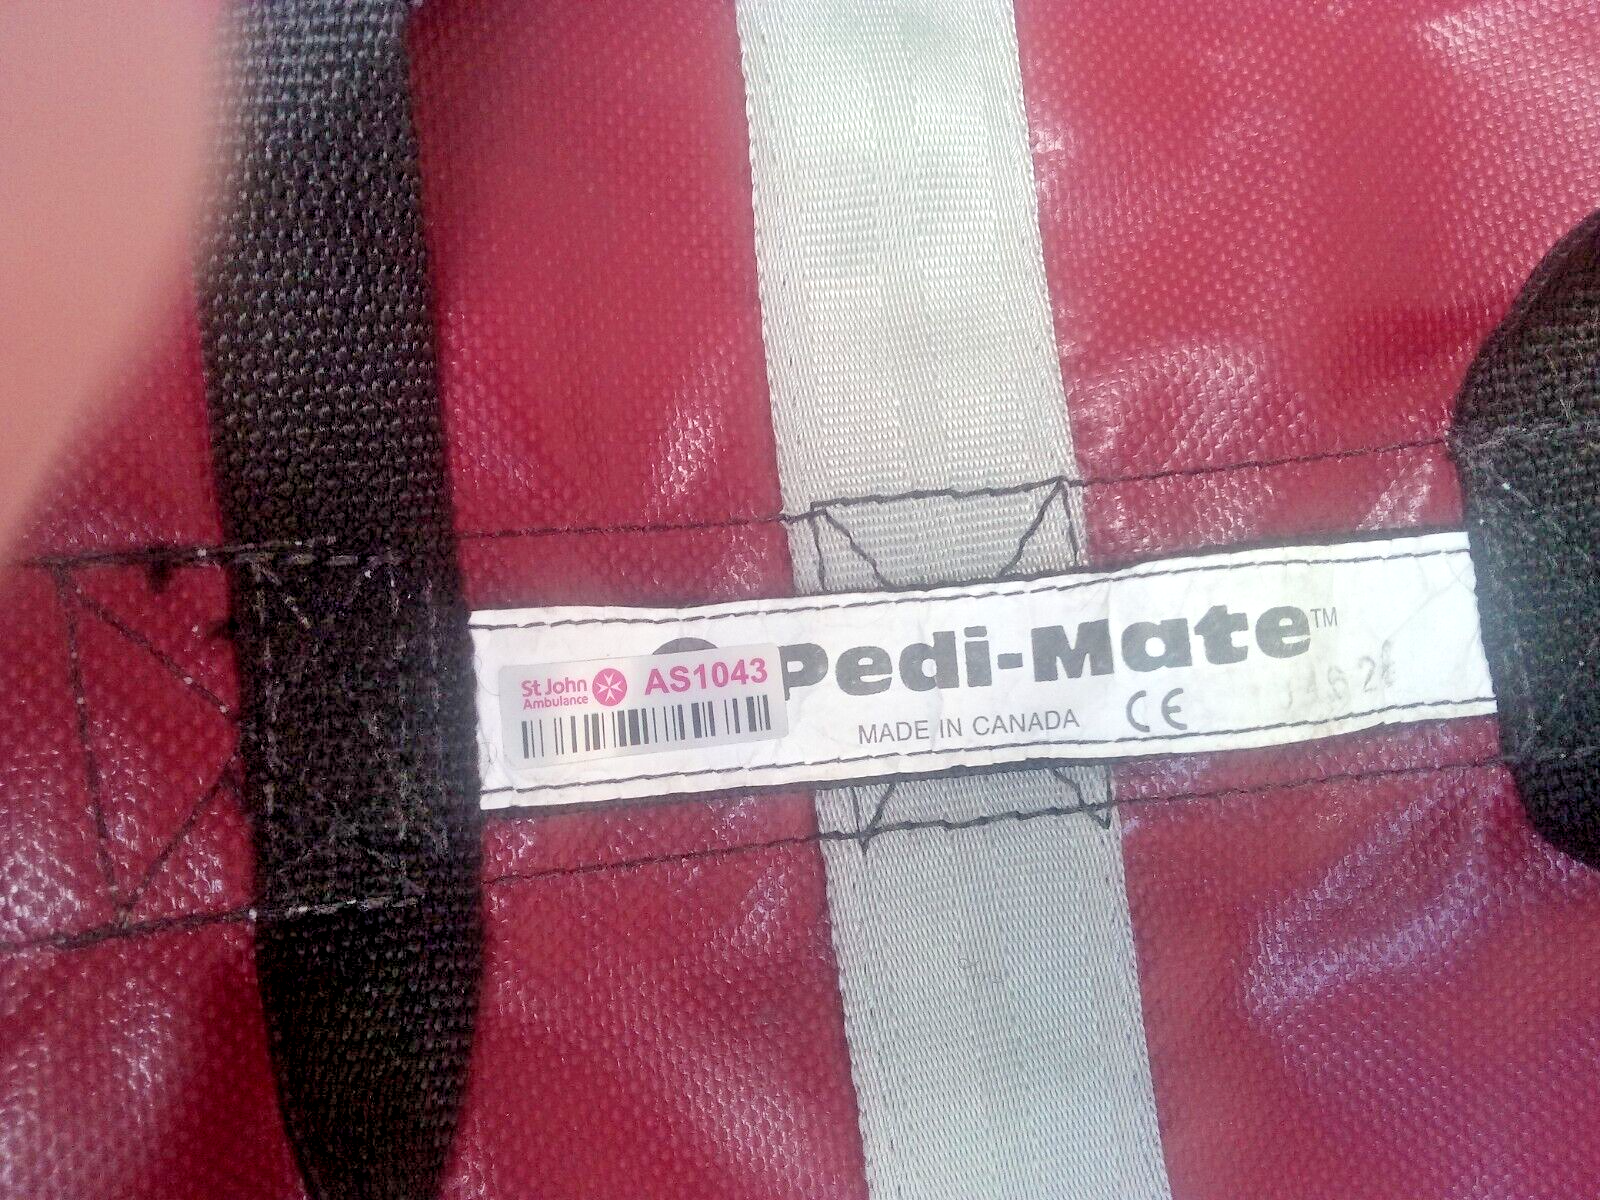 Pedi-Mate™
St John
Ambulance
AS1043
MADE IN CANADA CE